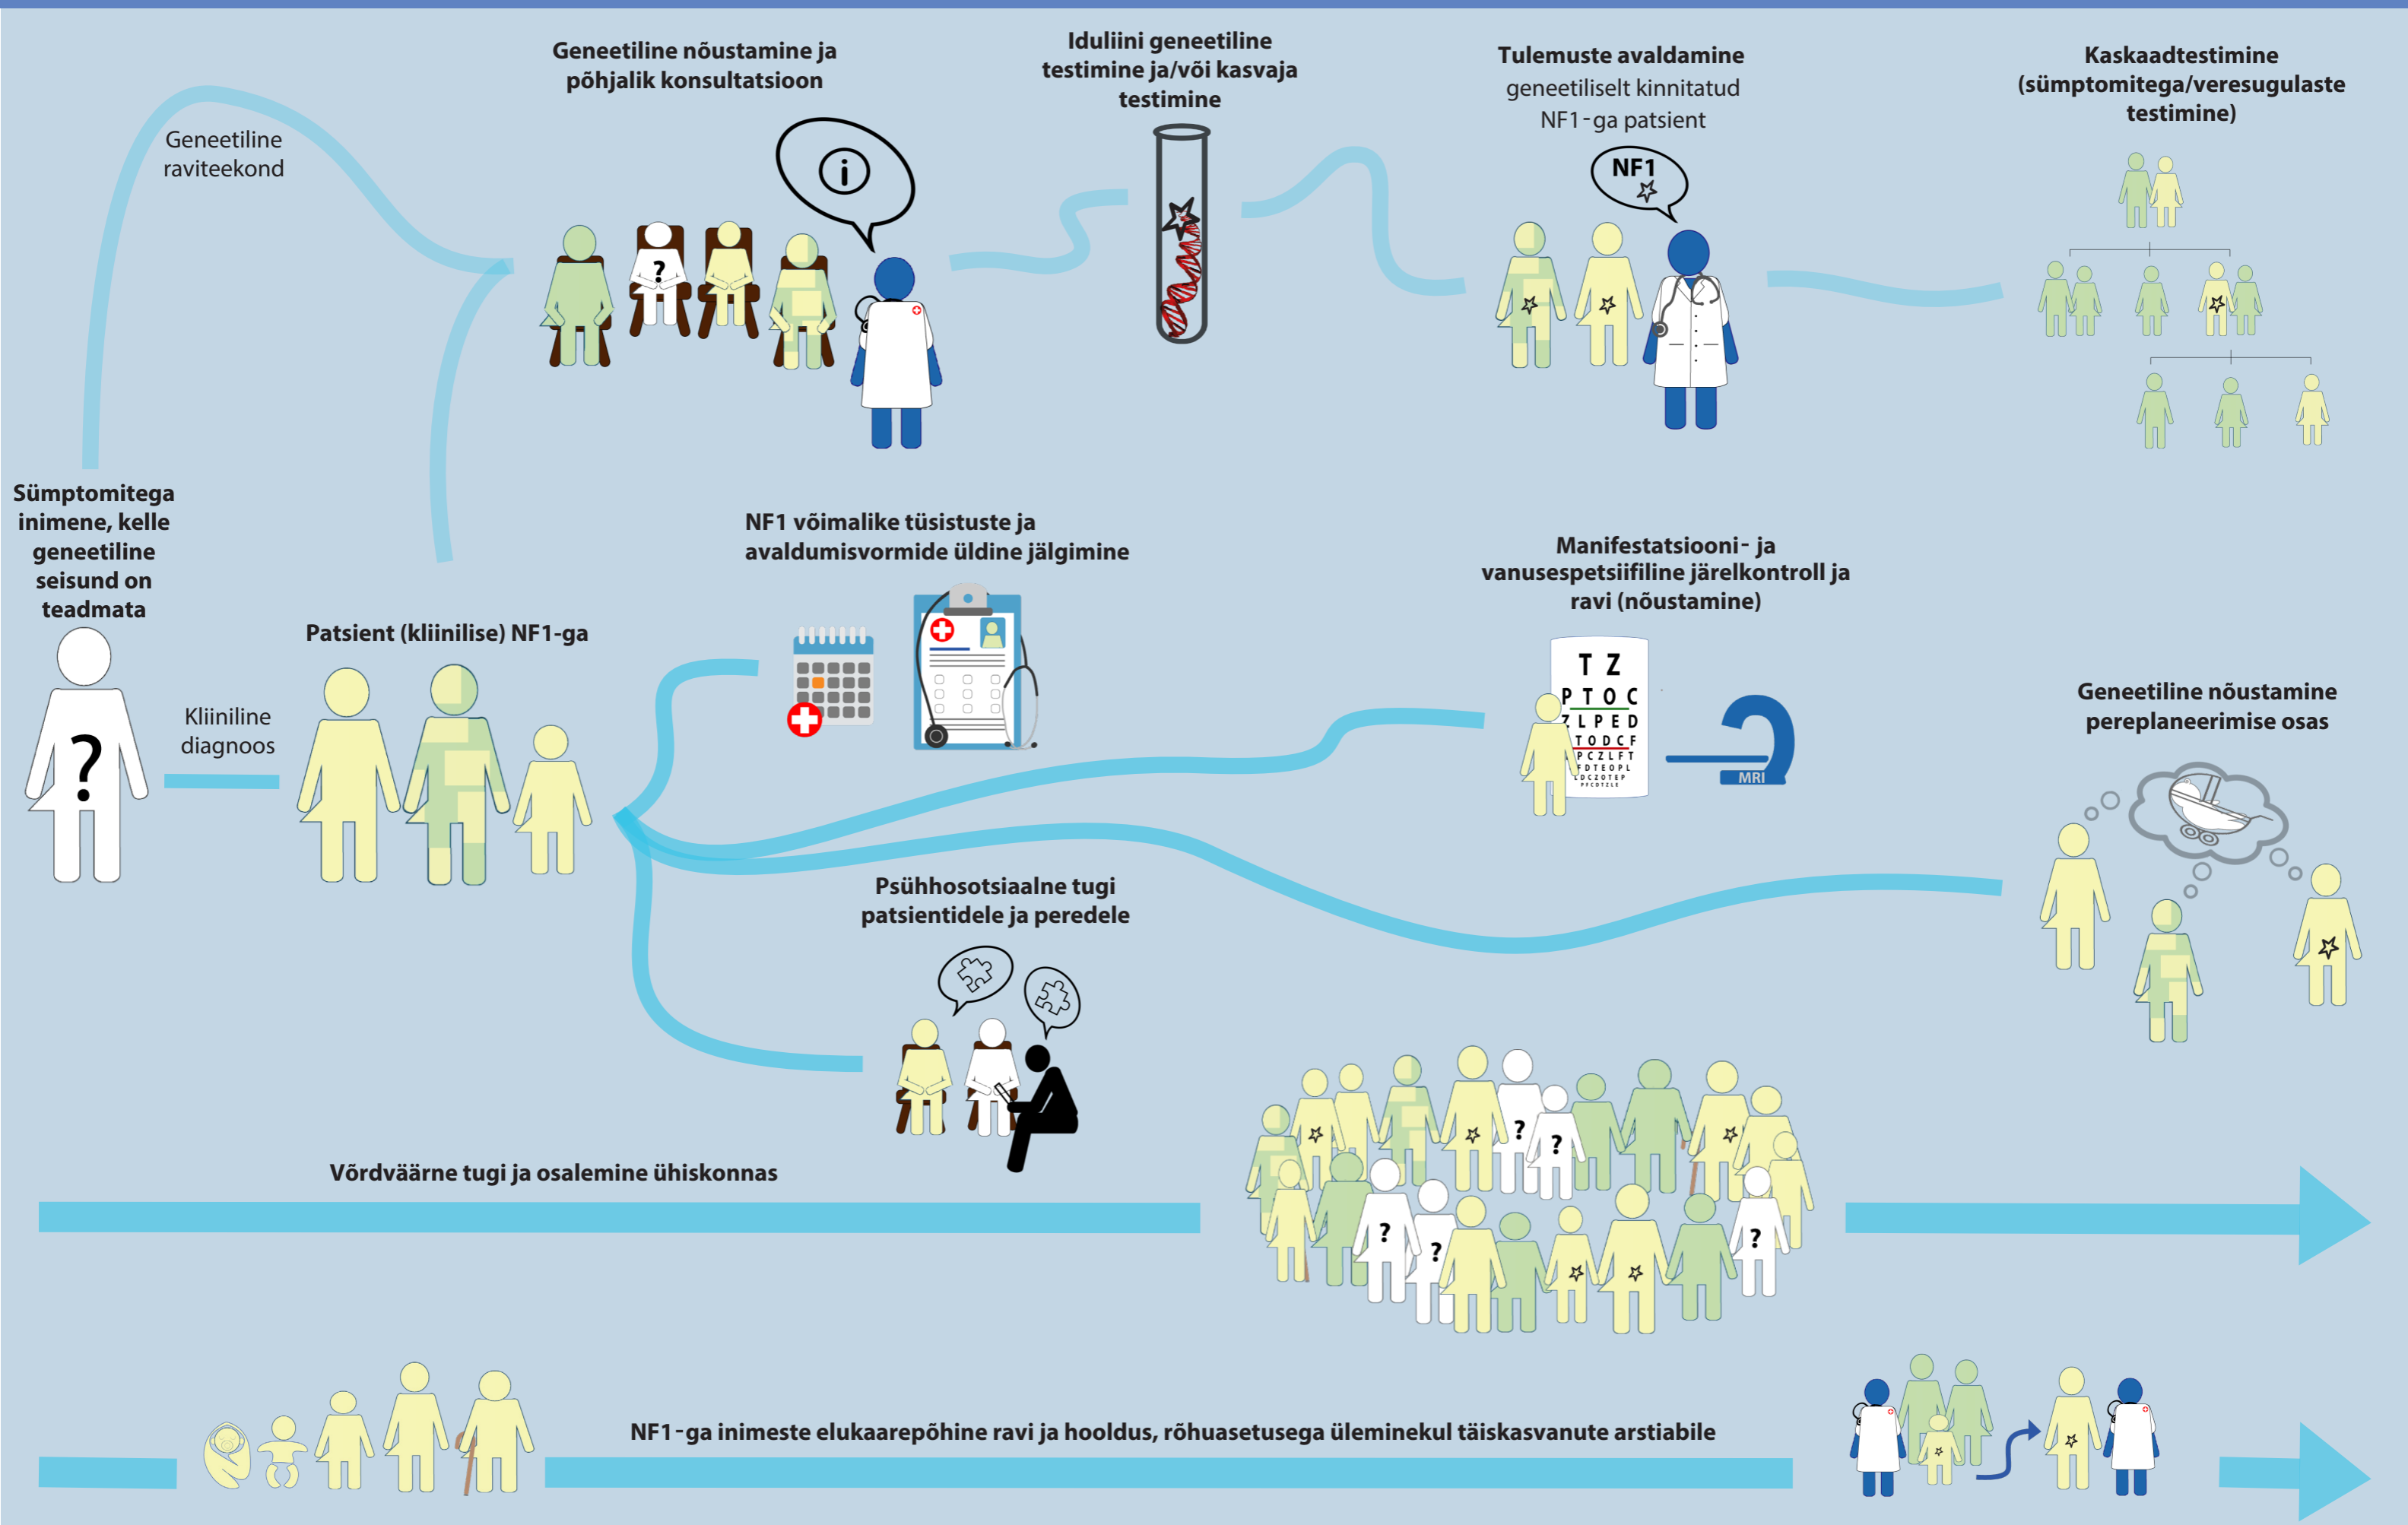 Geneetiline nõustamine ja
põhjalik konsultatsioon
Iduliini geneetiline
testimine ja/või kasvaja
testimine
Tulemuste avaldamine
geneetiliselt kinnitatud
NF1-ga patsient
Kaskaadtestimine
(sümptomitega/veresugulaste
testimine)
Geneetiline
raviteekond
i
NF1
?
Sümptomitega
inimene, kelle
geneetiline
seisund on
teadmata
?
Kliiniline
diagnoos
Patsient (kliinilise) NF1-ga
NF1 võimalike tüsistuste ja
avaldumisvormide üldine jälgimine
Manifestatsiooni- ja
vanusespetsiifiline järelkontroll ja
ravi (nõustamine)
T Z
P T O C
Z L P E D
T O D C F
P C Z L F T
F D T E O P L
L D C Z O T E P
P F C O T Z L E
MRI
Geneetiline nõustamine
pereplaneerimise osas
Psühhosotsiaalne tugi
patsientidele ja peredele
Võrdväärne tugi ja osalemine ühiskonnas
?
?
?
?
?
NF1-ga inimeste elukaarepõhine ravi ja hooldus, rõhuasetusega üleminekul täiskasvanute arstiabile